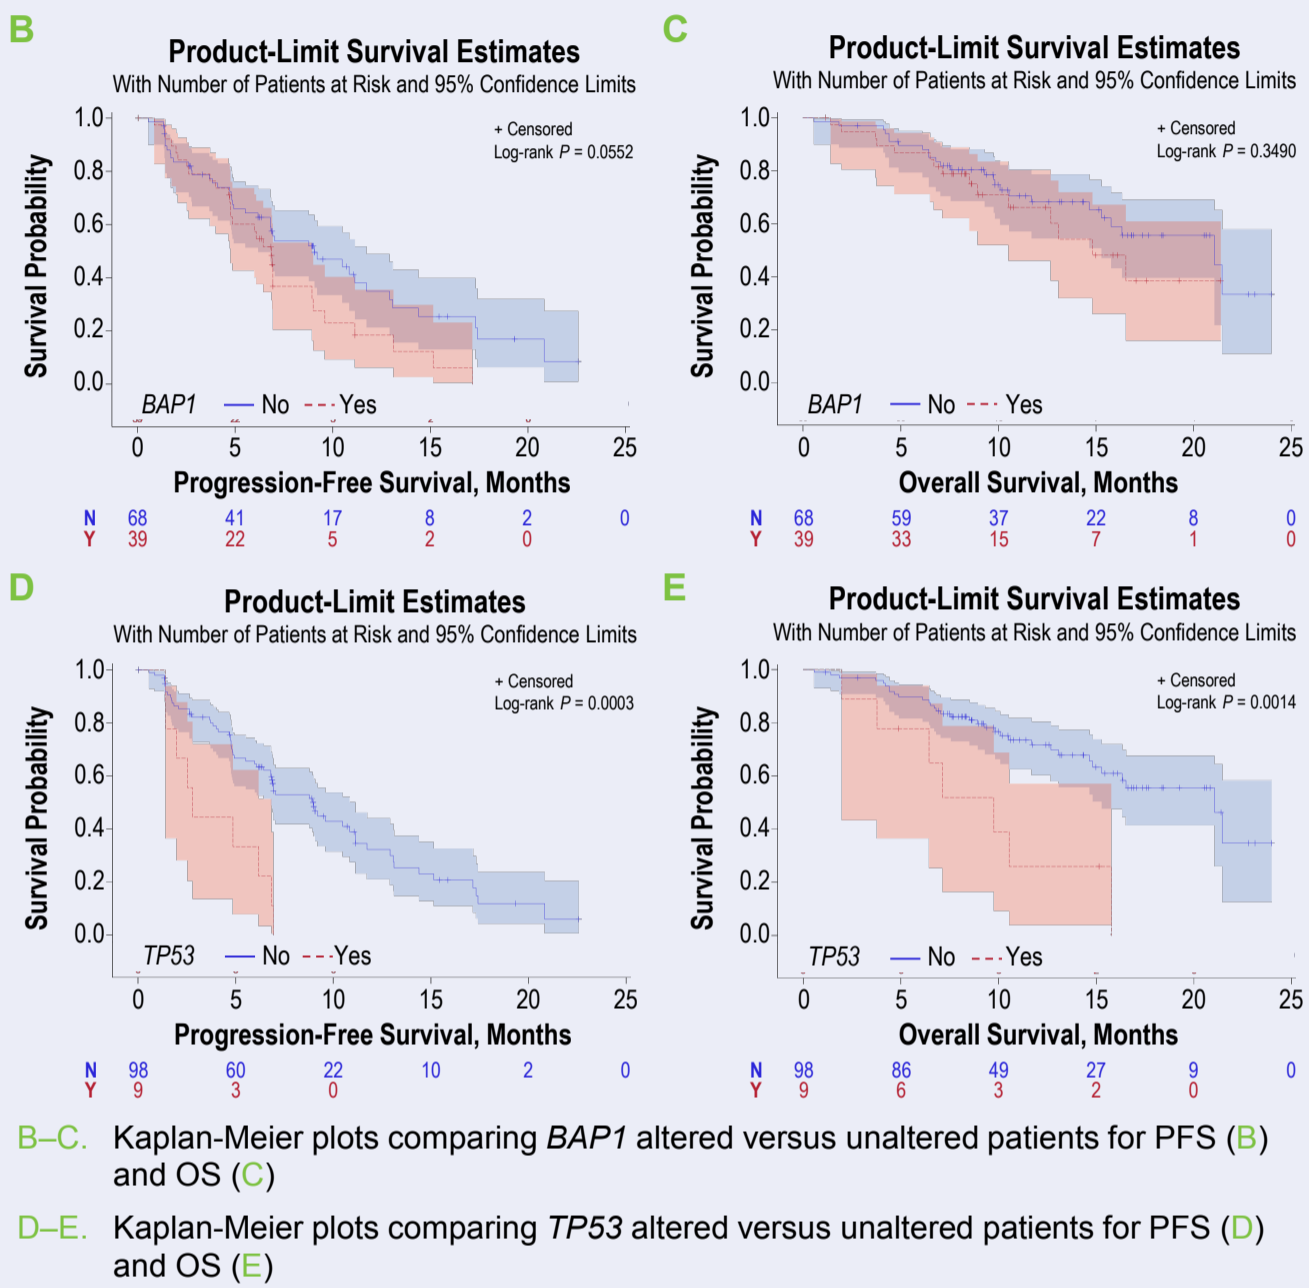 B
Product-Limit Survival Estimates
With Number of Patients at Risk and 95% Confidence Limits
+ Censored
Log-rank P = 0.0552
Survival Probability
1.0
0.8
0.6
0.4
0.2
0.0
BAP1 No Yes
0 5 10 15 20 25
Progression-Free Survival, Months
N 68 41 17 8 2 0
Y 39 22 5 2 0
C
Product-Limit Survival Estimates
With Number of Patients at Risk and 95% Confidence Limits
+ Censored
Log-rank P = 0.3490
Survival Probability
1.0
0.8
0.6
0.4
0.2
0.0
BAP1 No Yes
0 5 10 15 20 25
Overall Survival, Months
N 68 59 37 22 8 0
Y 39 33 15 7 1 0
D
Product-Limit Estimates
With Number of Patients at Risk and 95% Confidence Limits
+ Censored
Log-rank P = 0.0003
Survival Probability
1.0
0.8
0.6
0.4
0.2
0.0
TP53 No Yes
0 5 10 15 20 25
Progression-Free Survival, Months
N 98 60 22 10 2 0
Y 9 3 0
E
Product-Limit Survival Estimates
With Number of Patients at Risk and 95% Confidence Limits
+ Censored
Log-rank P = 0.0014
Survival Probability
1.0
0.8
0.6
0.4
0.2
0.0
TP53 No Yes
0 5 10 15 20 25
Overall Survival, Months
N 98 86 49 27 9 0
Y 9 6 3 2 0
B–C. Kaplan-Meier plots comparing BAP1 altered versus unaltered patients for PFS (B)
and OS (C)
D–E. Kaplan-Meier plots comparing TP53 altered versus unaltered patients for PFS (D)
and OS (E)